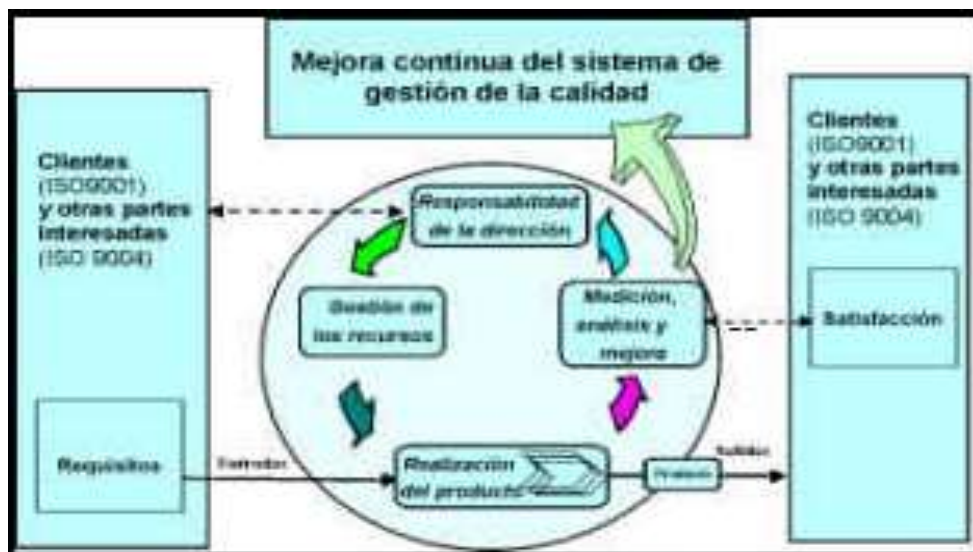 Mejora continua del sistema de
gestión de la calidad
Clientes
(ISO9001)
y otras partes
interesadas
(ISO 9004)
Requisitos
Entradas
Responsabilidad
de la dirección
Gestión de
los recursos
Medición,
análisis y
mejora
Realización
del producto
Producto
Salidas
Clientes
(ISO9001)
y otras partes
interesadas
(ISO 9004)
Satisfacción